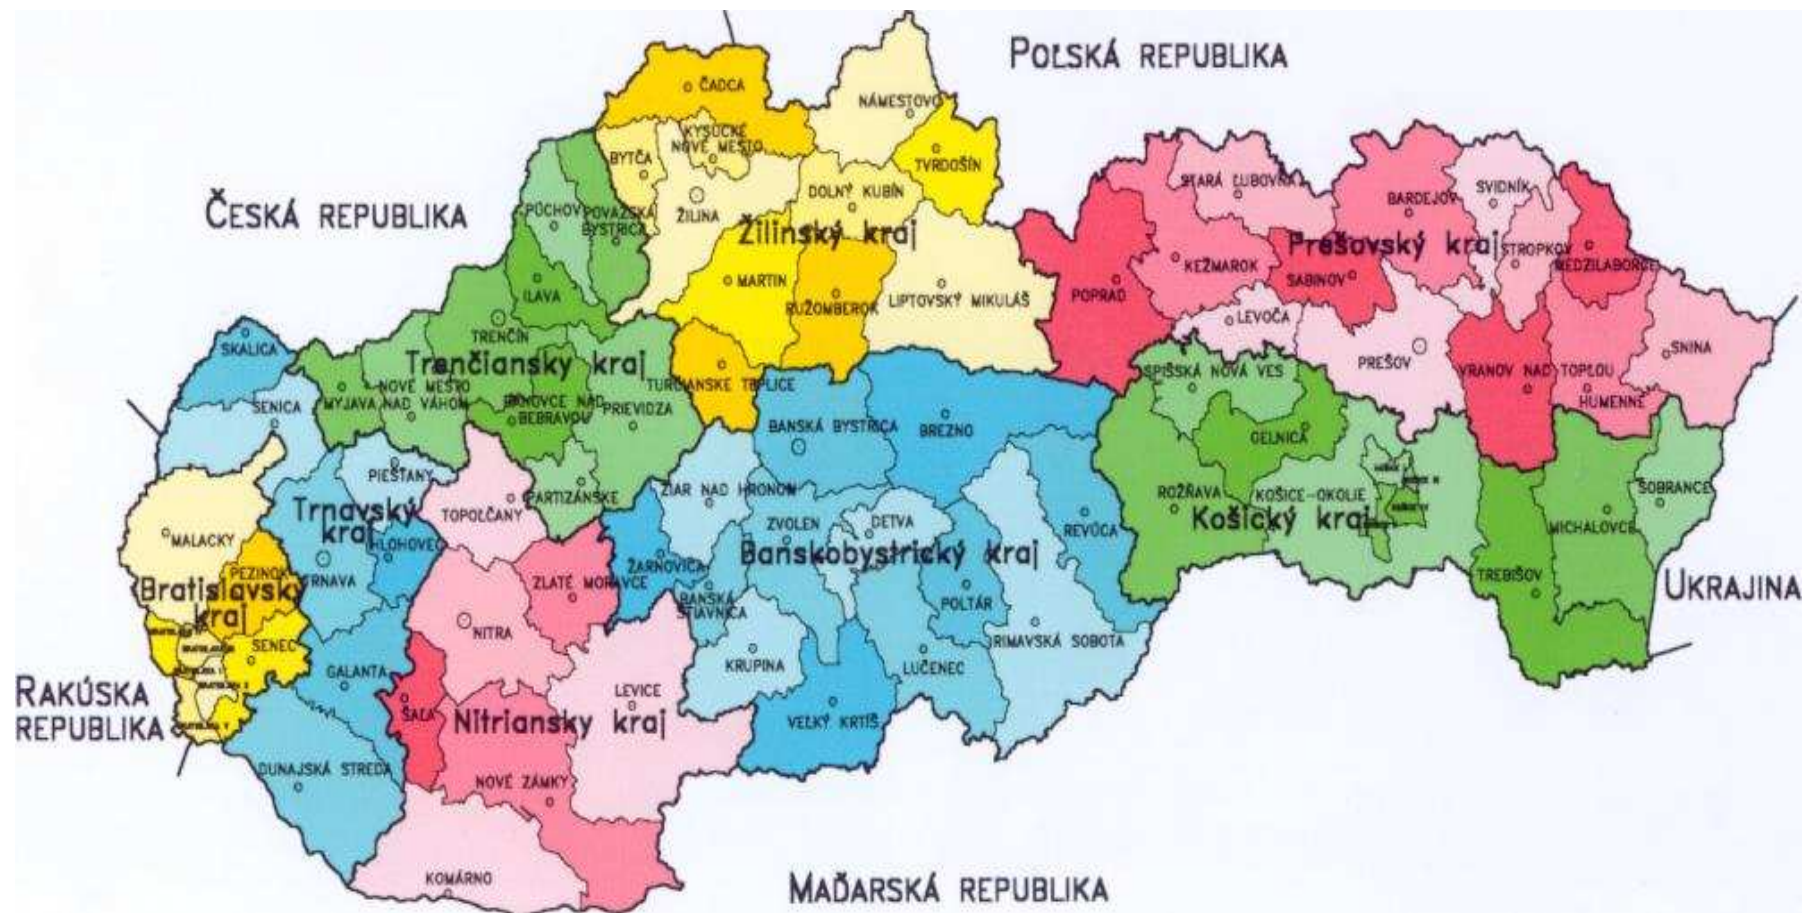 POĽSKÁ REPUBLIKA
ČADCA
NÁMESTOVO
KYSUCKÉ
NOVÉ MESTO
BYTČA
TVRDOŠÍN
DOLNÝ KUBÍN
STARÁ ĽUBOVŇA
BARDEJOV
SVIDNÍK
ČESKÁ REPUBLIKA
PÚCHOV
POVAŽSKÁ
BYSTRICA
ŽILINA
Žilinský kraj
Prešovský kraj
STROPKOV
MEDZILABORCE
KEŽMAROK
SABINOV
POPRAD
ILAVA
MARTIN
RUŽOMBEROK
LIPTOVSKÝ MIKULÁŠ
LEVOČA
TRENČÍN
SKALICA
Trenčiansky kraj
PREŠOV
SNINA
SPIŠSKÁ NOVÁ VES
VRANOV NAD TOPĽOU
HUMENNÉ
TURČIANSKE TEPLICE
NOVÉ MESTO
NAD VÁHOM
MYJAVA
BÁNOVCE NAD
BEBRAVOU
PRIEVIDZA
SENICA
BANSKÁ BYSTRICA
BREZNO
GELNICA
PIEŠŤANY
PARTIZÁNSKE
ŽIAR NAD HRONOM
ROŽŇAVA
KOŠICE-OKOLIE
SOBRANCE
TOPOĽČANY
Trnavský
kraj
ZVOLEN
DETVA
REVÚCA
Košický kraj
MICHALOVCE
MALACKY
HLOHOVEC
Banskobystrický kraj
PEZINOK
TRNAVA
ZLATÉ MORAVCE
ŽARNOVICA
TREBIŠOV
UKRAJINA
Bratislavský
kraj
BANSKÁ
ŠTIAVNICA
POLTÁR
NITRA
SENEC
RIMAVSKÁ SOBOTA
KRUPINA
LUČENEC
GALANTA
RAKÚSKA
REPUBLIKA
LEVICE
ŠAĽA
Nitriansky kraj
VEĽKÝ KRTÍŠ
DUNAJSKÁ STREDA
NOVÉ ZÁMKY
KOMÁRNO
MAĎARSKÁ REPUBLIKA